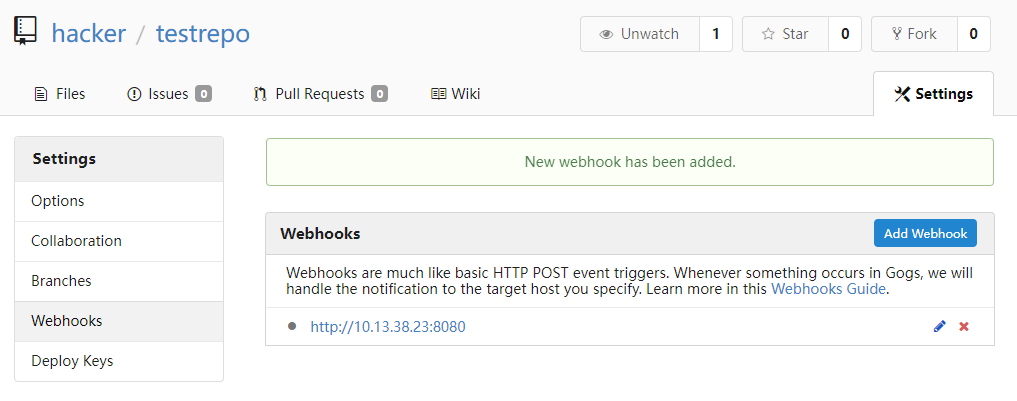 hacker / testrepo
Unwatch 1 Star 0 Fork 0
Files Issues 0 Pull Requests 0 Wiki Settings
Settings
Options
Collaboration
Branches
Webhooks
Deploy Keys
New webhook has been added.
Webhooks Add Webhook
Webhooks are much like basic HTTP POST event triggers. Whenever something occurs in Gogs, we will
handle the notification to the target host you specify. Learn more in this Webhooks Guide.
http://10.13.38.23:8080